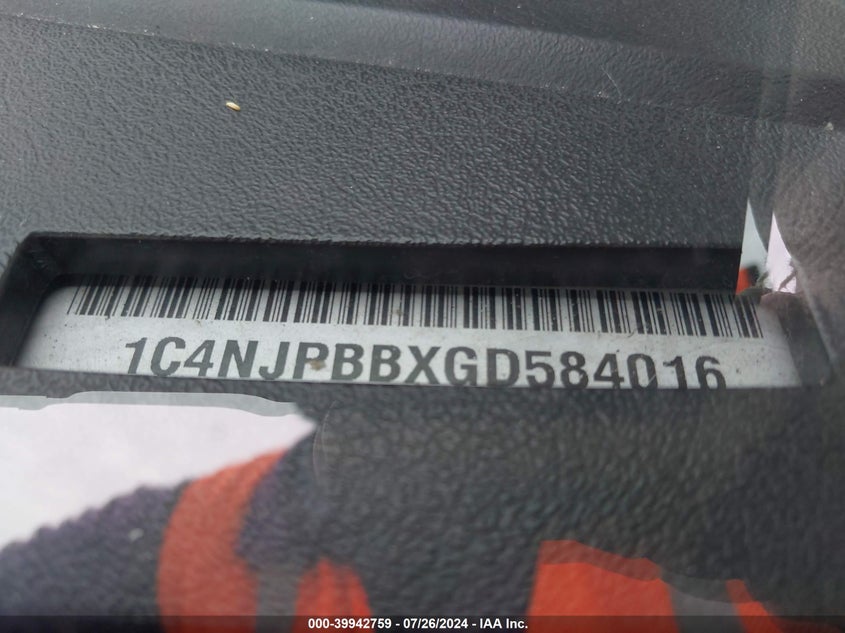 1C4NJPBBXGD584016
000-39942759 / 07/26/2024 - IAA Inc.